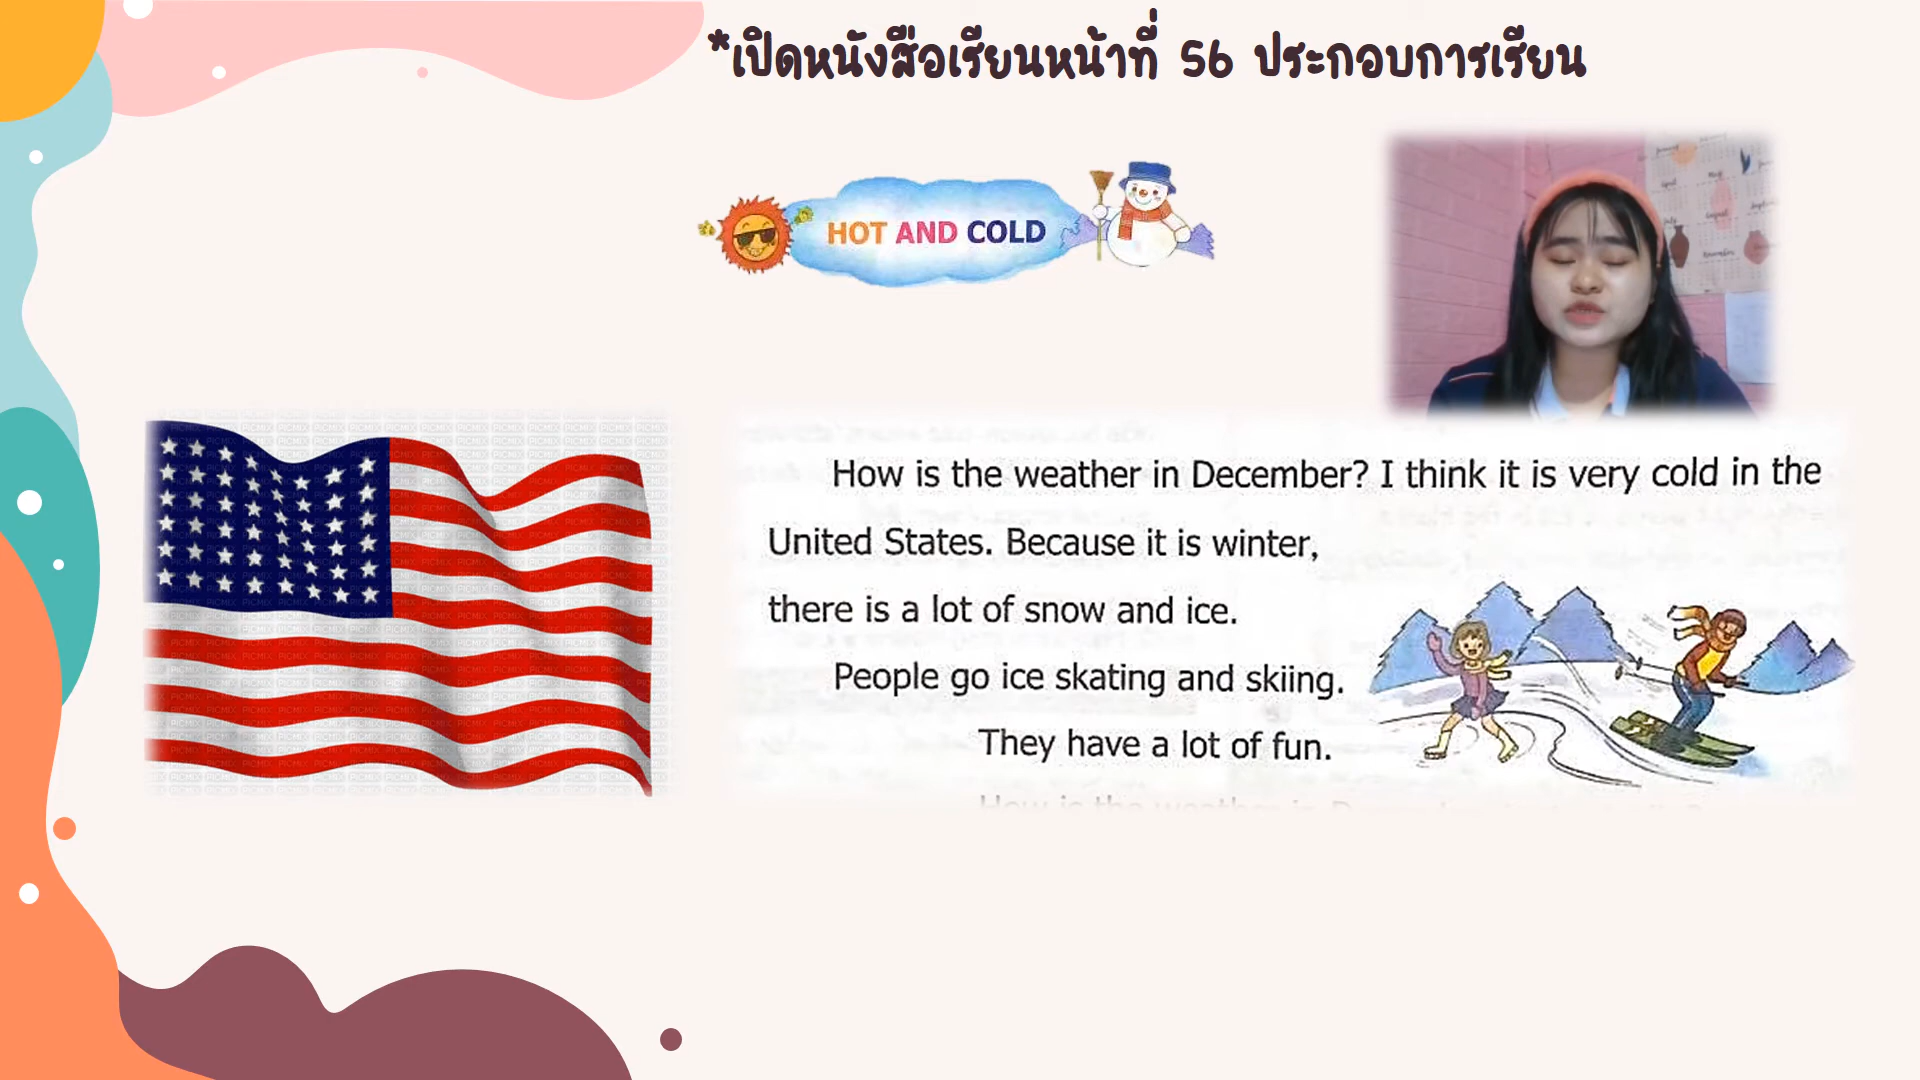 *เปิดหนังสือเรียนหน้าที่ 56 ประกอบการเรียน
HOT AND COLD
How is the weather in December? I think it is very cold in the
United States. Because it is winter,
there is a lot of snow and ice.
People go ice skating and skiing.
They have a lot of fun.